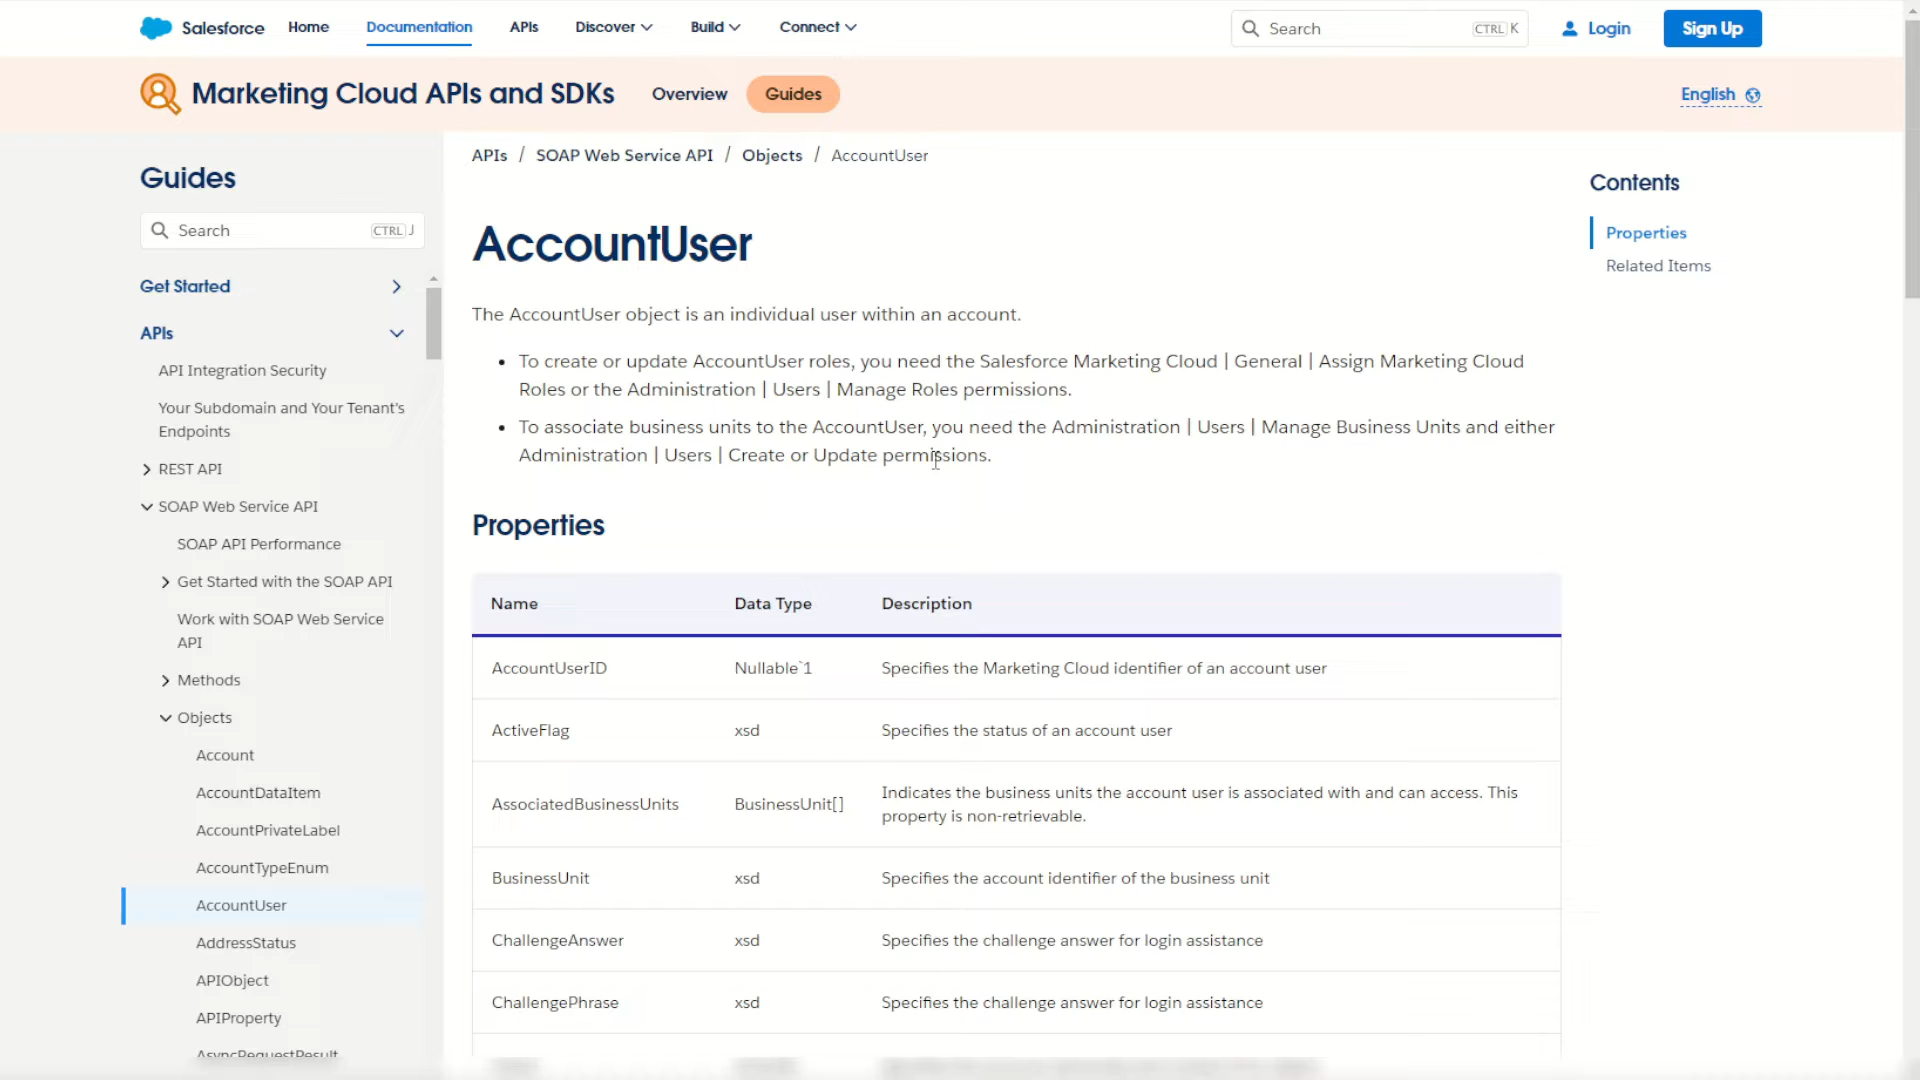 Salesforce Home Documentation APIs Discover Build Connect Search CTRL K Login Sign Up
Marketing Cloud APIs and SDKs Overview Guides English
Guides
Search CTRL J
Get Started
APIs
API Integration Security
Your Subdomain and Your Tenant's
Endpoints
REST API
SOAP Web Service API
SOAP API Performance
Get Started with the SOAP API
Work with SOAP Web Service
API
Methods
Objects
Account
AccountDataItem
AccountPrivateLabel
AccountTypeEnum
AccountUser
AddressStatus
APIObject
APIProperty
AsyncRequestResult
APIs / SOAP Web Service API / Objects / AccountUser
AccountUser
The AccountUser object is an individual user within an account.
• To create or update AccountUser roles, you need the Salesforce Marketing Cloud | General | Assign Marketing Cloud
Roles or the Administration | Users | Manage Roles permissions.
• To associate business units to the AccountUser, you need the Administration | Users | Manage Business Units and either
Administration | Users | Create or Update permissions.
Properties
Name Data Type Description
AccountUserID Nullable`1 Specifies the Marketing Cloud identifier of an account user
ActiveFlag xsd Specifies the status of an account user
AssociatedBusinessUnits BusinessUnit[] Indicates the business units the account user is associated with and can access. This
property is non-retrievable.
BusinessUnit xsd Specifies the account identifier of the business unit
ChallengeAnswer xsd Specifies the challenge answer for login assistance
ChallengePhrase xsd Specifies the challenge answer for login assistance
Contents
Properties
Related Items